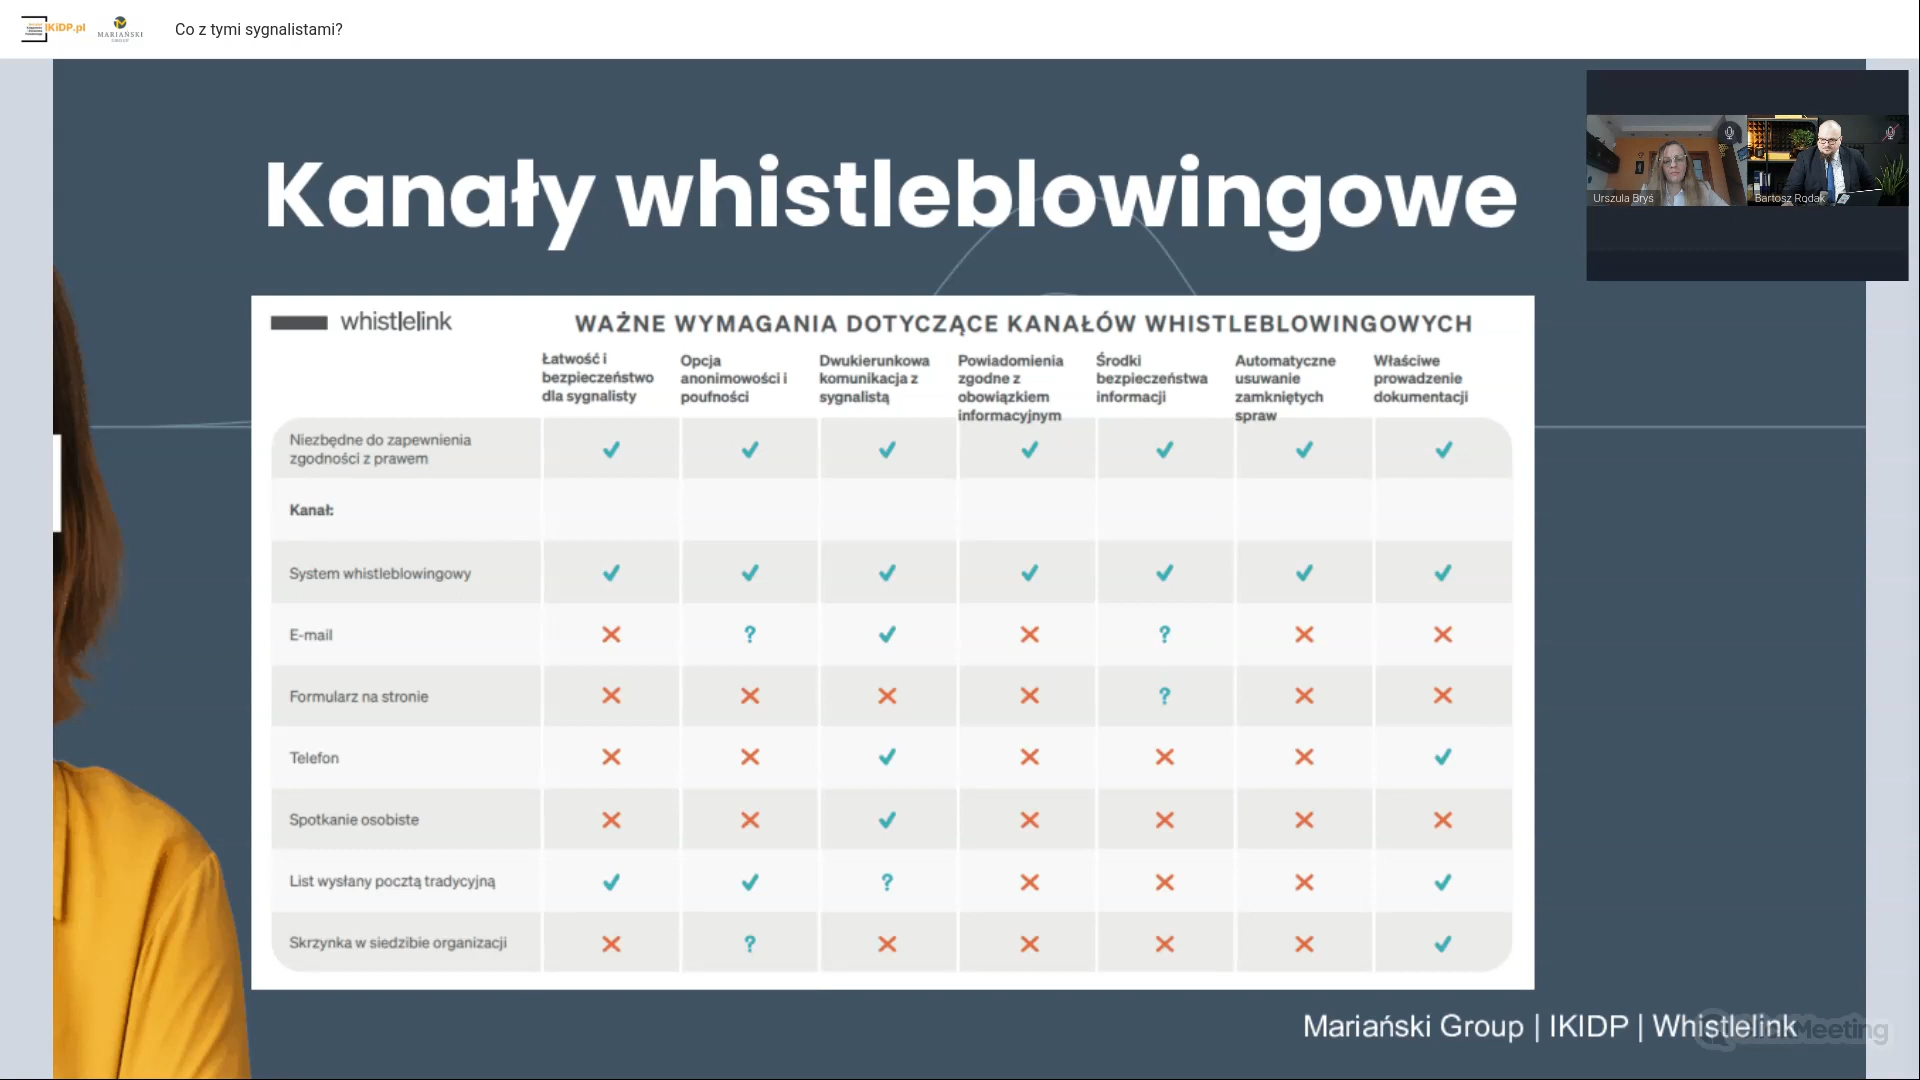 IKiDP.pl
MARIAŃSKI
GROUP
Co z tymi sygnalistami?
Urszula Bryś
Bartosz Rodak
Kanały whistleblowingowe
whistlelink
WAŻNE WYMAGANIA DOTYCZĄCE KANAŁÓW WHISTLEBLOWINGOWYCH
Łatwość i
bezpieczeństwo
dla sygnalisty
Opcja
anonimowości i
poufności
Dwukierunkowa
komunikacja z
sygnalistą
Powiadomienia
zgodne z
obowiązkiem
informacyjnym
Środki
bezpieczeństwa
informacji
Automatyczne
usuwanie
zamkniętych
spraw
Właściwe
prowadzenie
dokumentacji
Niezbędne do zapewnienia
zgodności z prawem
✓ ✓ ✓ ✓ ✓ ✓ ✓
Kanał:
System whistleblowingowy ✓ ✓ ✓ ✓ ✓ ✓ ✓
E-mail ✕ ? ✓ ✕ ? ✕ ✕
Formularz na stronie ✕ ✕ ✕ ✕ ? ✕ ✕
Telefon ✕ ✕ ✓ ✕ ✕ ✕ ✓
Spotkanie osobiste ✕ ✕ ✓ ✕ ✕ ✕ ✕
List wysłany pocztą tradycyjną ✓ ✓ ? ✕ ✕ ✕ ✓
Skrzynka w siedzibie organizacji ✕ ? ✕ ✕ ✕ ✕ ✓
Mariański Group | IKIDP | Whistlelink
Meeting